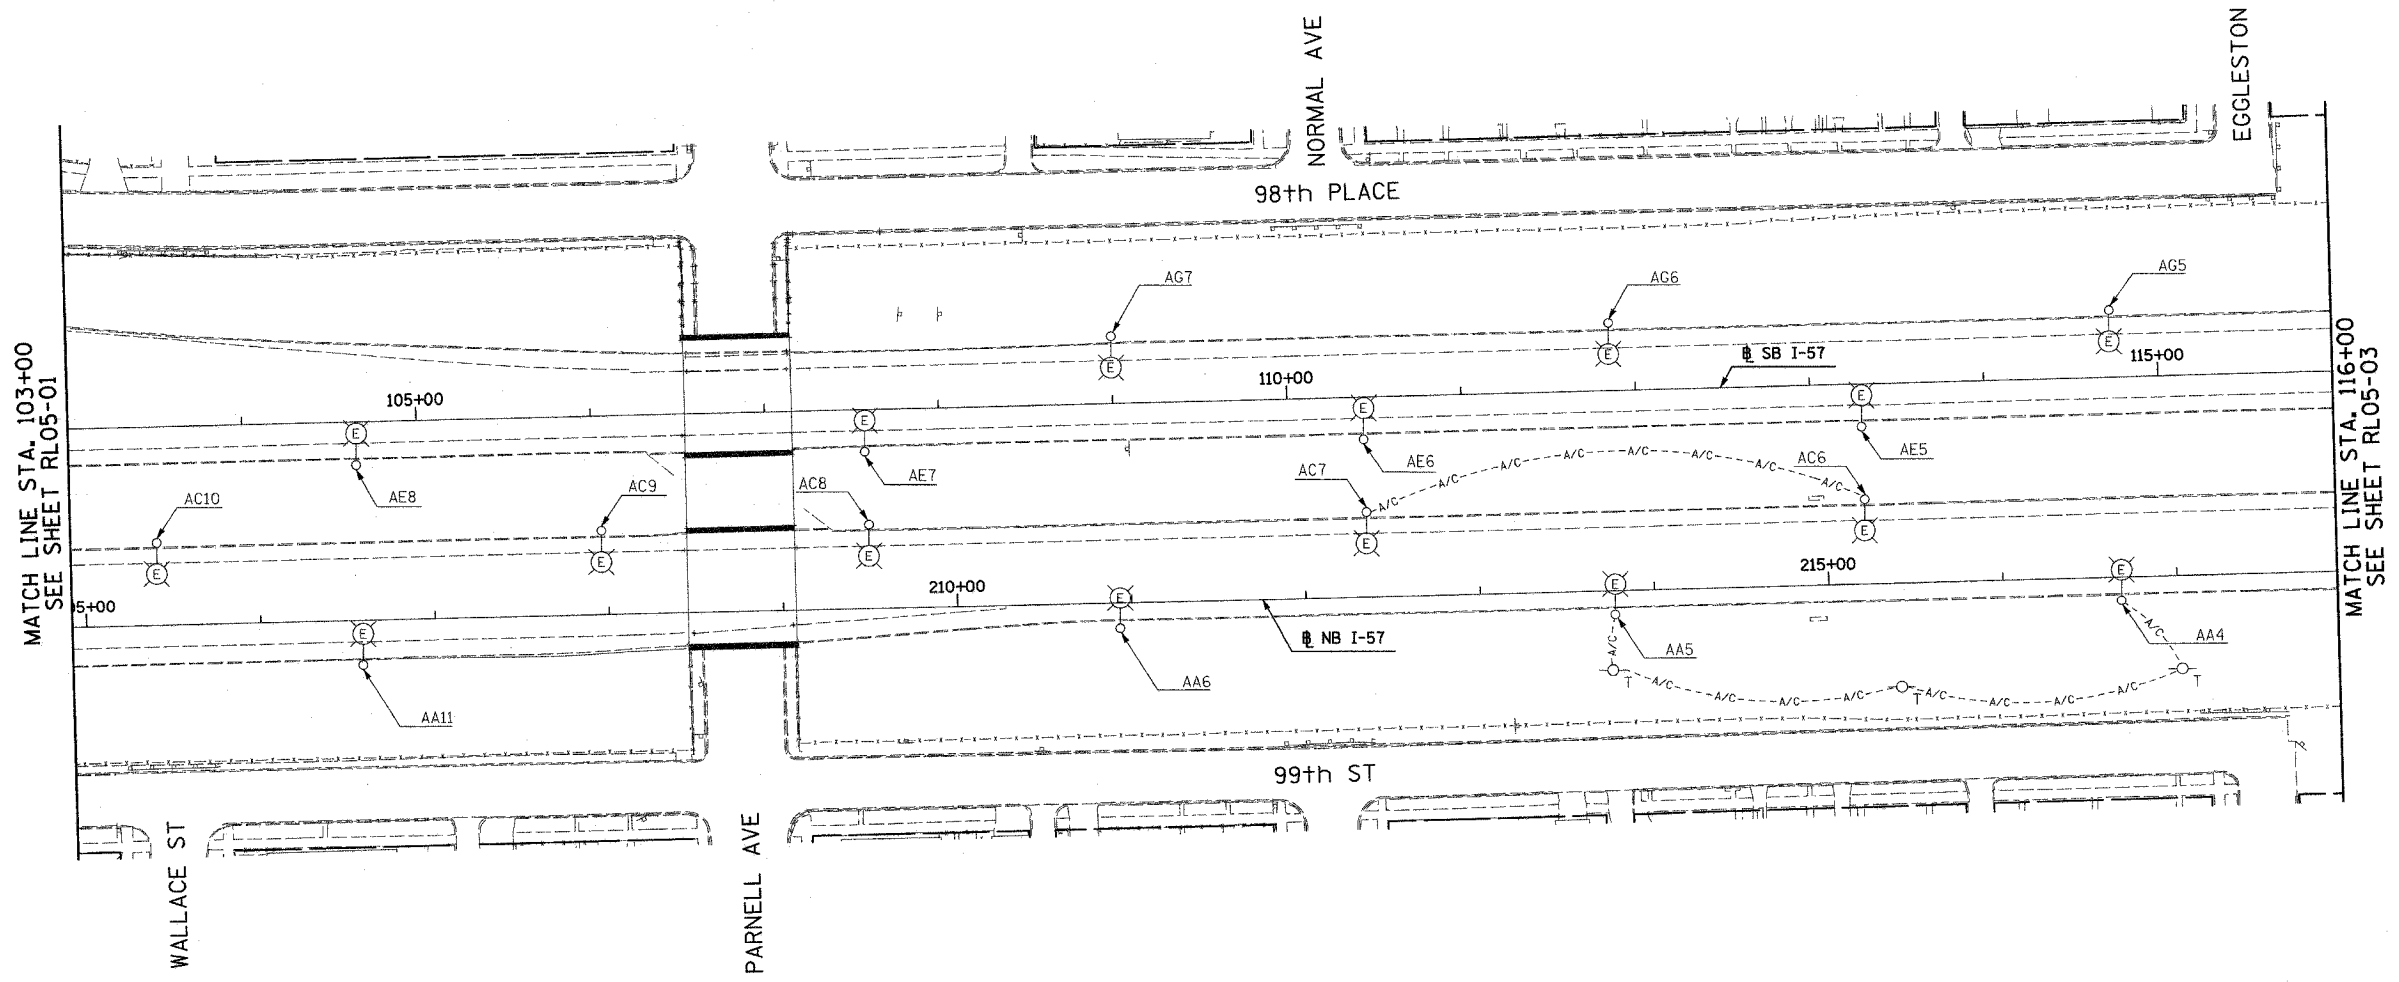 NORMAL AVE
EGGLESTON
98th PLACE
AG7
AG6
AG5
MATCH LINE STA. 103+00
SEE SHEET RL05-01
105+00
110+00
℄ SB I-57
115+00
MATCH LINE STA. 116+00
SEE SHEET RL05-03
E
E
E
E
E
E
E
AE8
AE7
AE6
AE5
AC10
AC9
AC8
AC7
AC6
A/C
A/C
A/C
A/C
A/C
A/C
A/C
A/C
E
E
E
E
E
5+00
210+00
215+00
E
E
E
E
℄ NB I-57
AA11
AA6
AA5
AA4
A/C
A/C
T
T
T
A/C
A/C
A/C
A/C
A/C
A/C
A/C
A/C
99th ST
WALLACE ST
PARNELL AVE